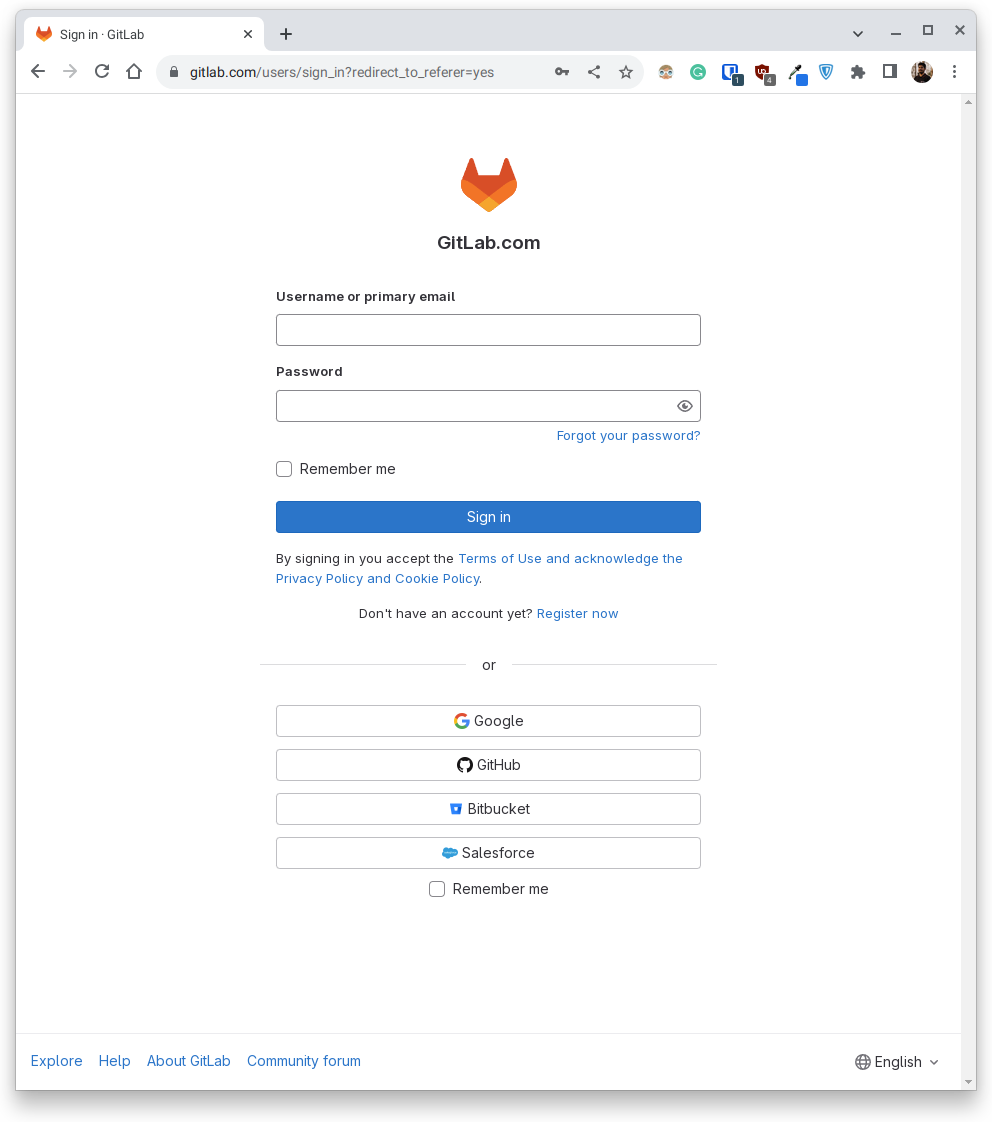 Sign in · GitLab
gitlab.com/users/sign_in?redirect_to_referer=yes
1
4
GitLab.com
Username or primary email
Password
Forgot your password?
Remember me
Sign in
By signing in you accept the Terms of Use and acknowledge the
Privacy Policy and Cookie Policy.
Don't have an account yet? Register now
or
Google
GitHub
Bitbucket
Salesforce
Remember me
Explore Help About GitLab Community forum
English